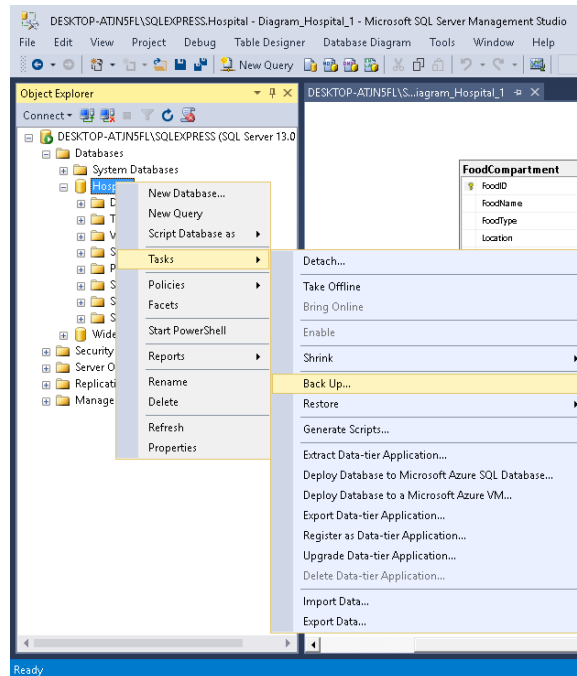 DESKTOP-ATJN5FL\SQLEXPRESS.Hospital - Diagram_Hospital_1 - Microsoft SQL Server Management Studio
File Edit View Project Debug Table Designer Database Diagram Tools Window Help
New Query
Object Explorer
DESKTOP-ATJN5FL\S...iagram_Hospital_1
Connect
DESKTOP-ATJN5FL\SQLEXPRESS (SQL Server 13.0
Databases
System Databases
Hosp
D
T
V
S
P
S
S
S
Wide
Security
Server O
Replicati
Manage
New Database...
New Query
Script Database as
Tasks
Policies
Facets
Start PowerShell
Reports
Rename
Delete
Refresh
Properties
FoodCompartment
FoodID
FoodName
FoodType
Location
Detach...
Take Offline
Bring Online
Enable
Shrink
Back Up...
Restore
Generate Scripts...
Extract Data-tier Application...
Deploy Database to Microsoft Azure SQL Database...
Deploy Database to a Microsoft Azure VM...
Export Data-tier Application...
Register as Data-tier Application...
Upgrade Data-tier Application...
Delete Data-tier Application...
Import Data...
Export Data...
Ready